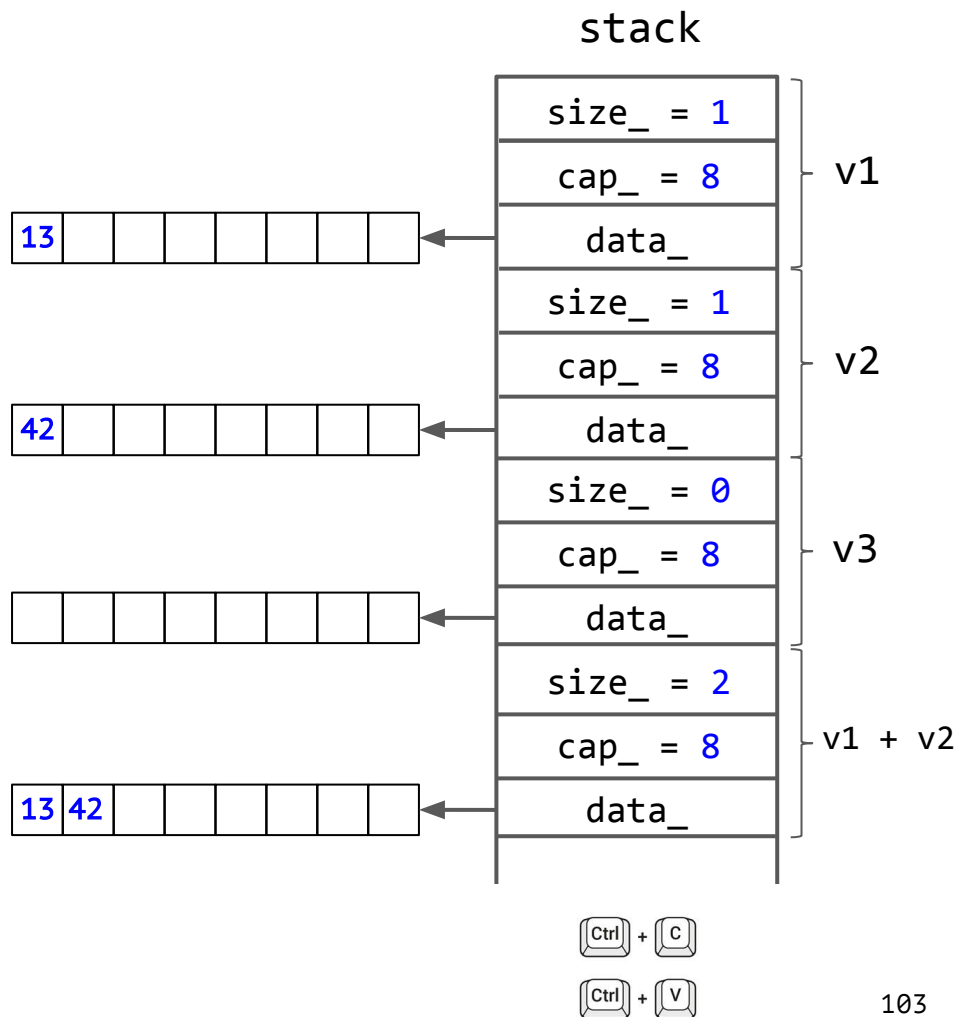 stack
size_ = 1
cap_ = 8
v1
13
data_
size_ = 1
cap_ = 8
v2
42
data_
size_ = 0
cap_ = 8
v3
data_
size_ = 2
cap_ = 8
v1 + v2
13 42
data_
Ctrl + C
Ctrl + V
103